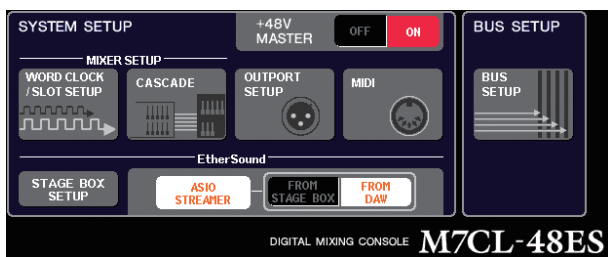 SYSTEM SETUP
+48V
MASTER
OFF
ON
BUS SETUP
MIXER SETUP
WORD CLOCK
/SLOT SETUP
CASCADE
OUTPORT
SETUP
MIDI
BUS
SETUP
EtherSound
STAGE BOX
SETUP
ASIO
STREAMER
FROM
STAGE BOX
FROM
DAW
DIGITAL MIXING CONSOLE M7CL-48ES